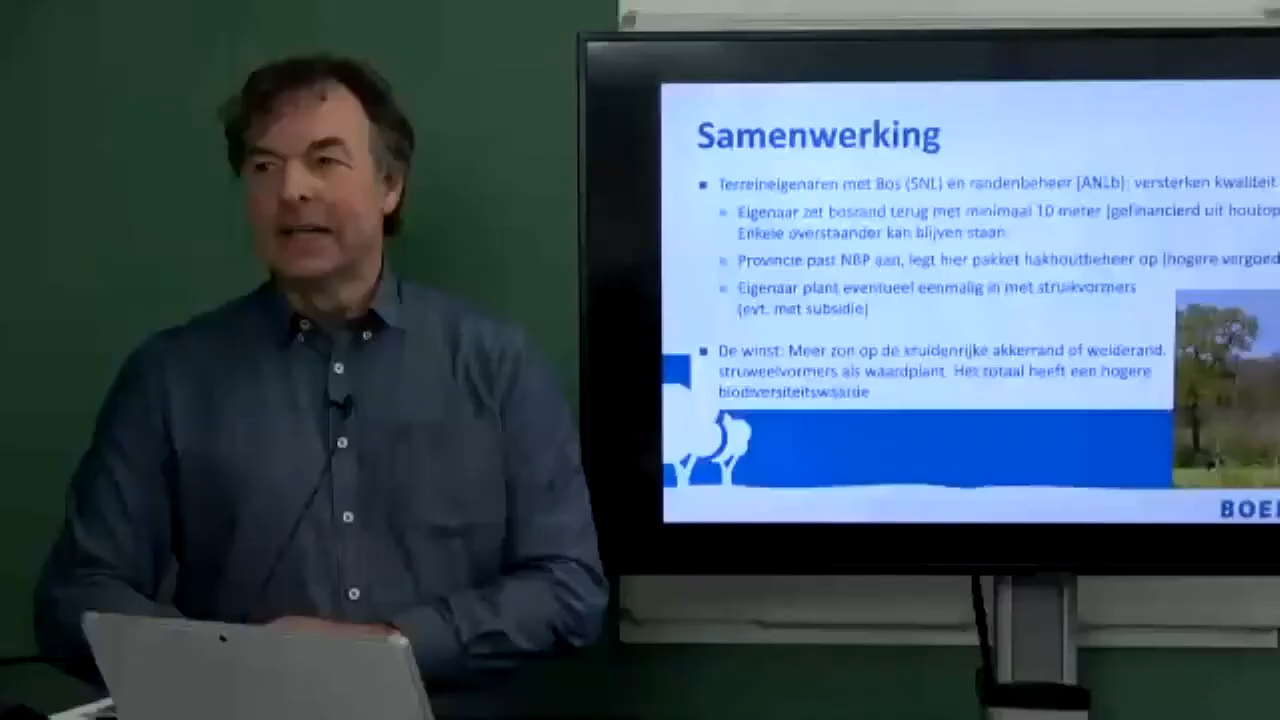 Samenwerking
Terreineigenaren met Bos (SNL) en randenbeheer (ANLb): versterken kwaliteit
Eigenaar zet bosrand terug met minimaal 10 meter (gefinancierd uit houtop
Enkele overstaander kan blijven staan
Provincie past NBP aan, legt hier pakket hakhoutbeheer op (hogere vergoed
Eigenaar plant eventueel eenmalig in met struikvormers
(evt. met subsidie)
De winst: Meer zon op de kruidenrijke akkerrand of weiderand,
struweelvormers als waardplant. Het totaal heeft een hogere
biodiversiteitswaarde
BOE